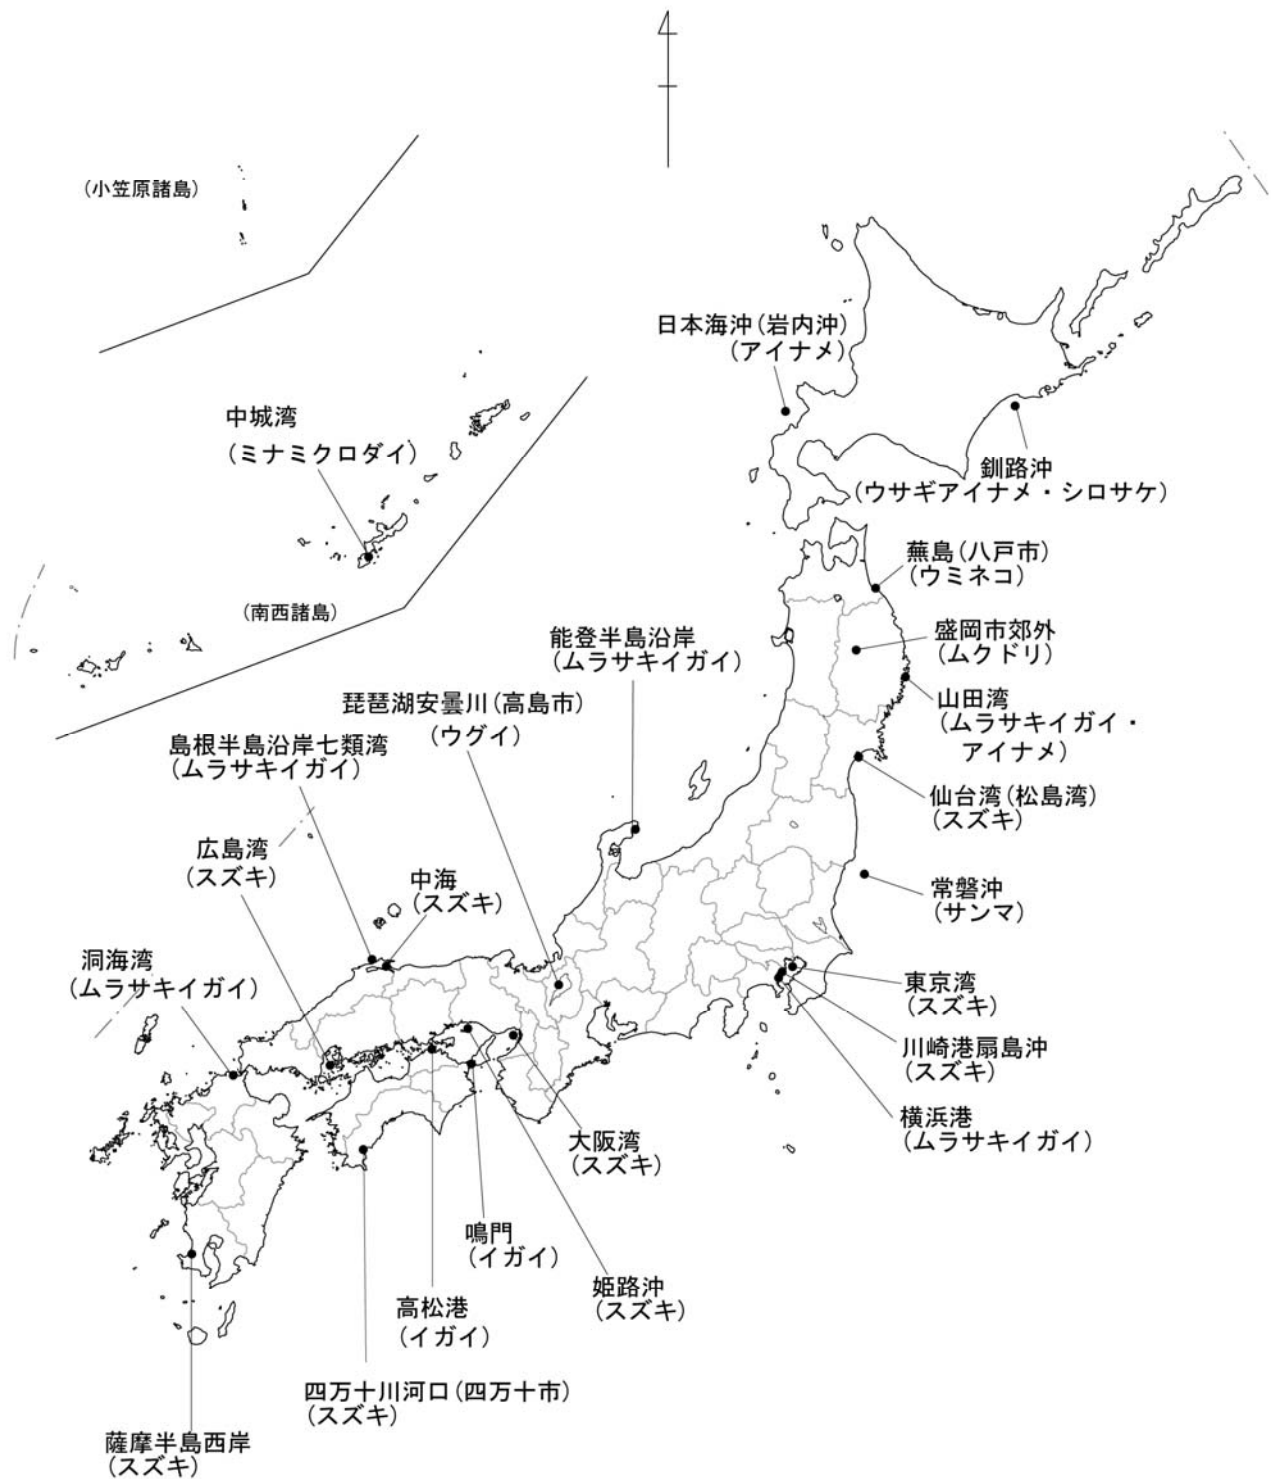 (小笠原諸島)
日本海沖(岩内沖)
(アイナメ)
中城湾
(ミナミクロダイ)
釧路沖
(ウサギアイナメ・シロサケ)
蕪島(八戸市)
(ウミネコ)
(南西諸島)
盛岡市郊外
(ムクドリ)
能登半島沿岸
(ムラサキイガイ)
山田湾
(ムラサキイガイ・
アイナメ)
琵琶湖安曇川(高島市)
(ウグイ)
島根半島沿岸七類湾
(ムラサキイガイ)
仙台湾(松島湾)
(スズキ)
広島湾
(スズキ)
中海
(スズキ)
常磐沖
(サンマ)
洞海湾
(ムラサキイガイ)
東京湾
(スズキ)
川崎港扇島沖
(スズキ)
横浜港
(ムラサキイガイ)
大阪湾
(スズキ)
鳴門
(イガイ)
姫路沖
(スズキ)
高松港
(イガイ)
四万十川河口(四万十市)
(スズキ)
薩摩半島西岸
(スズキ)